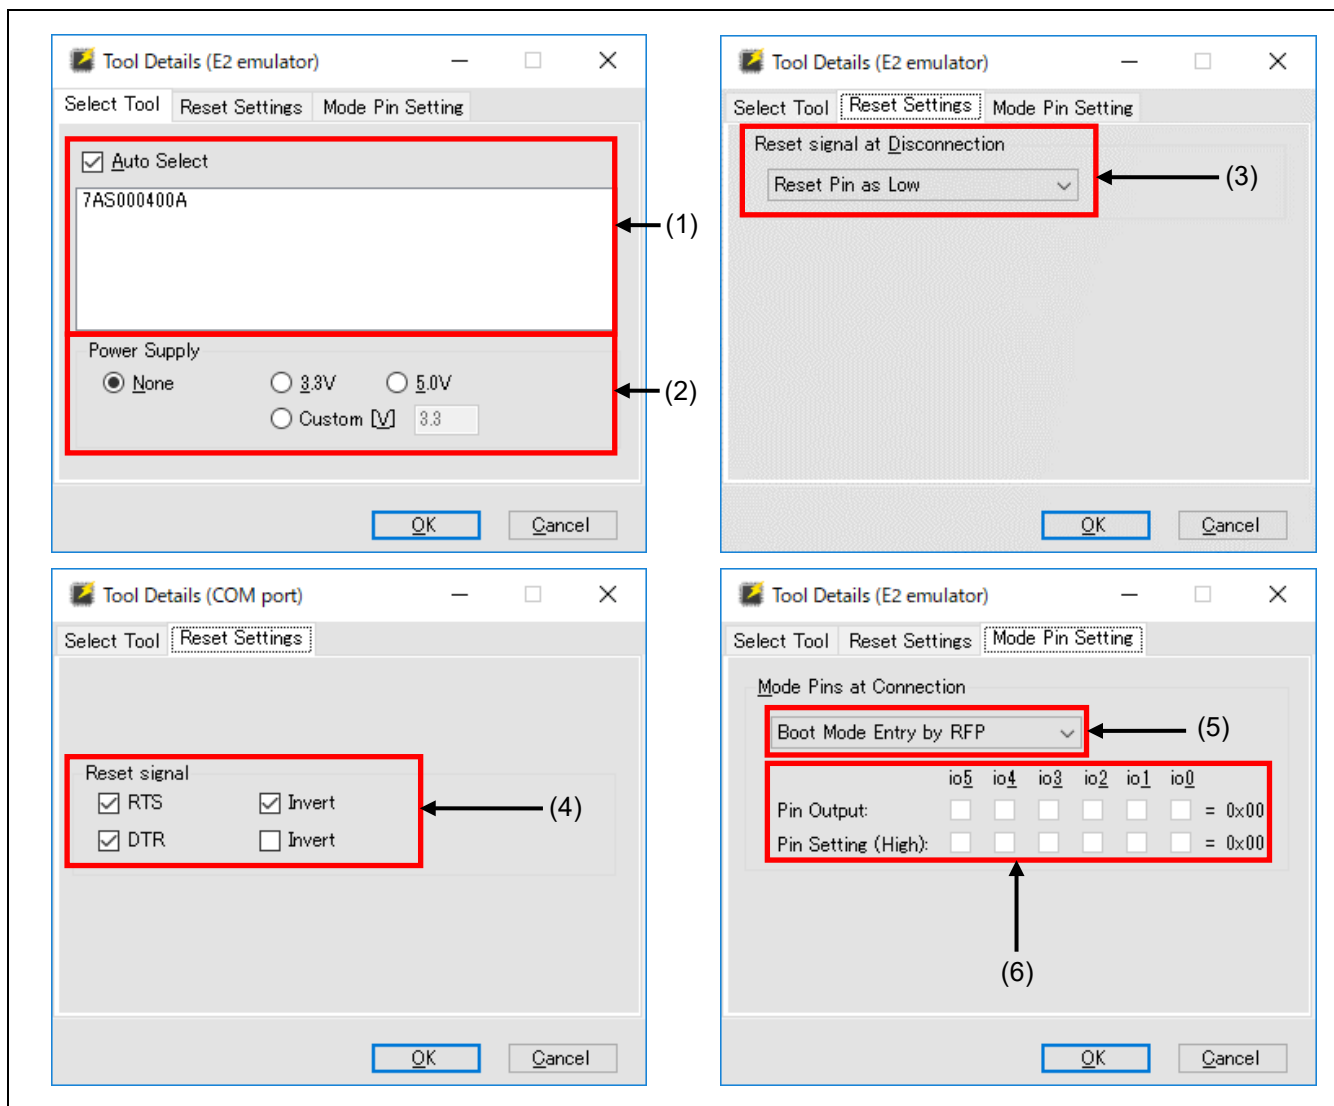 Tool Details (E2 emulator)
Select Tool Reset Settings Mode Pin Setting
Auto Select
7AS000400A
(1)
Power Supply
None 3.3V 5.0V
Custom [V] 3.3
(2)
OK Cancel
Tool Details (E2 emulator)
Select Tool Reset Settings Mode Pin Setting
Reset signal at Disconnection
Reset Pin as Low
(3)
OK Cancel
Tool Details (COM port)
Select Tool Reset Settings
Reset signal
RTS Invert
DTR Invert
(4)
OK Cancel
Tool Details (E2 emulator)
Select Tool Reset Settings Mode Pin Setting
Mode Pins at Connection
Boot Mode Entry by RFP
(5)
io5 io4 io3 io2 io1 io0
Pin Output: = 0x00
Pin Setting (High): = 0x00
(6)
OK Cancel